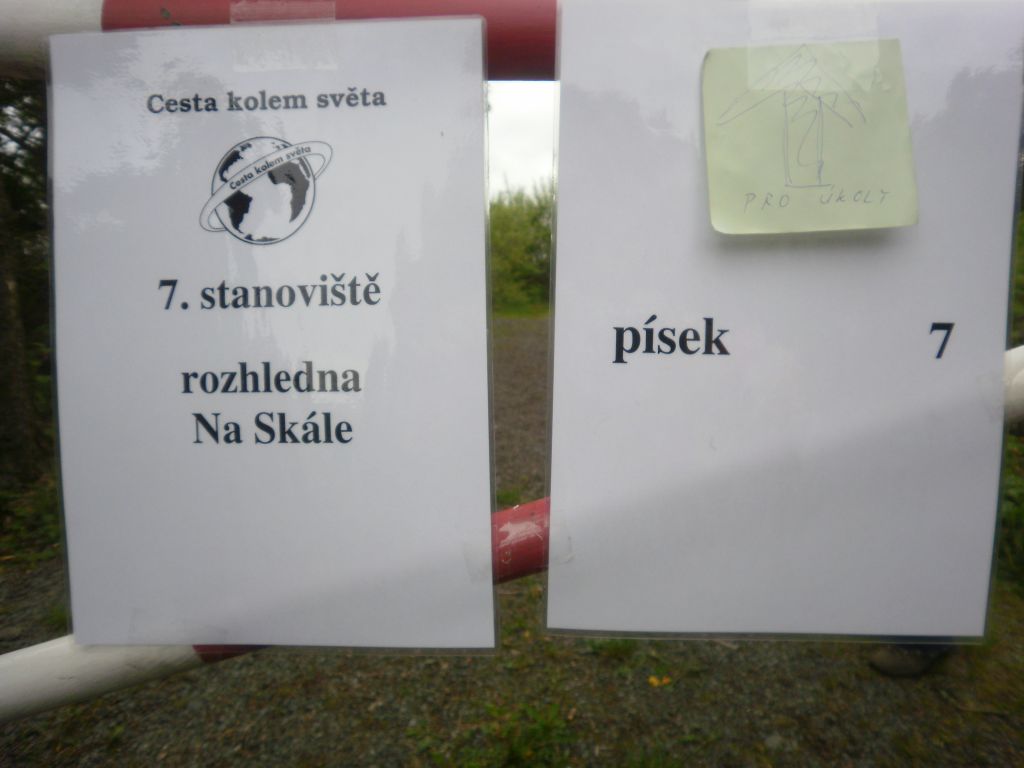 Cesta kolem světa
Cesta kolem světa
7. stanoviště
rozhledna
Na Skále
PRO ÚKOLY
písek 7